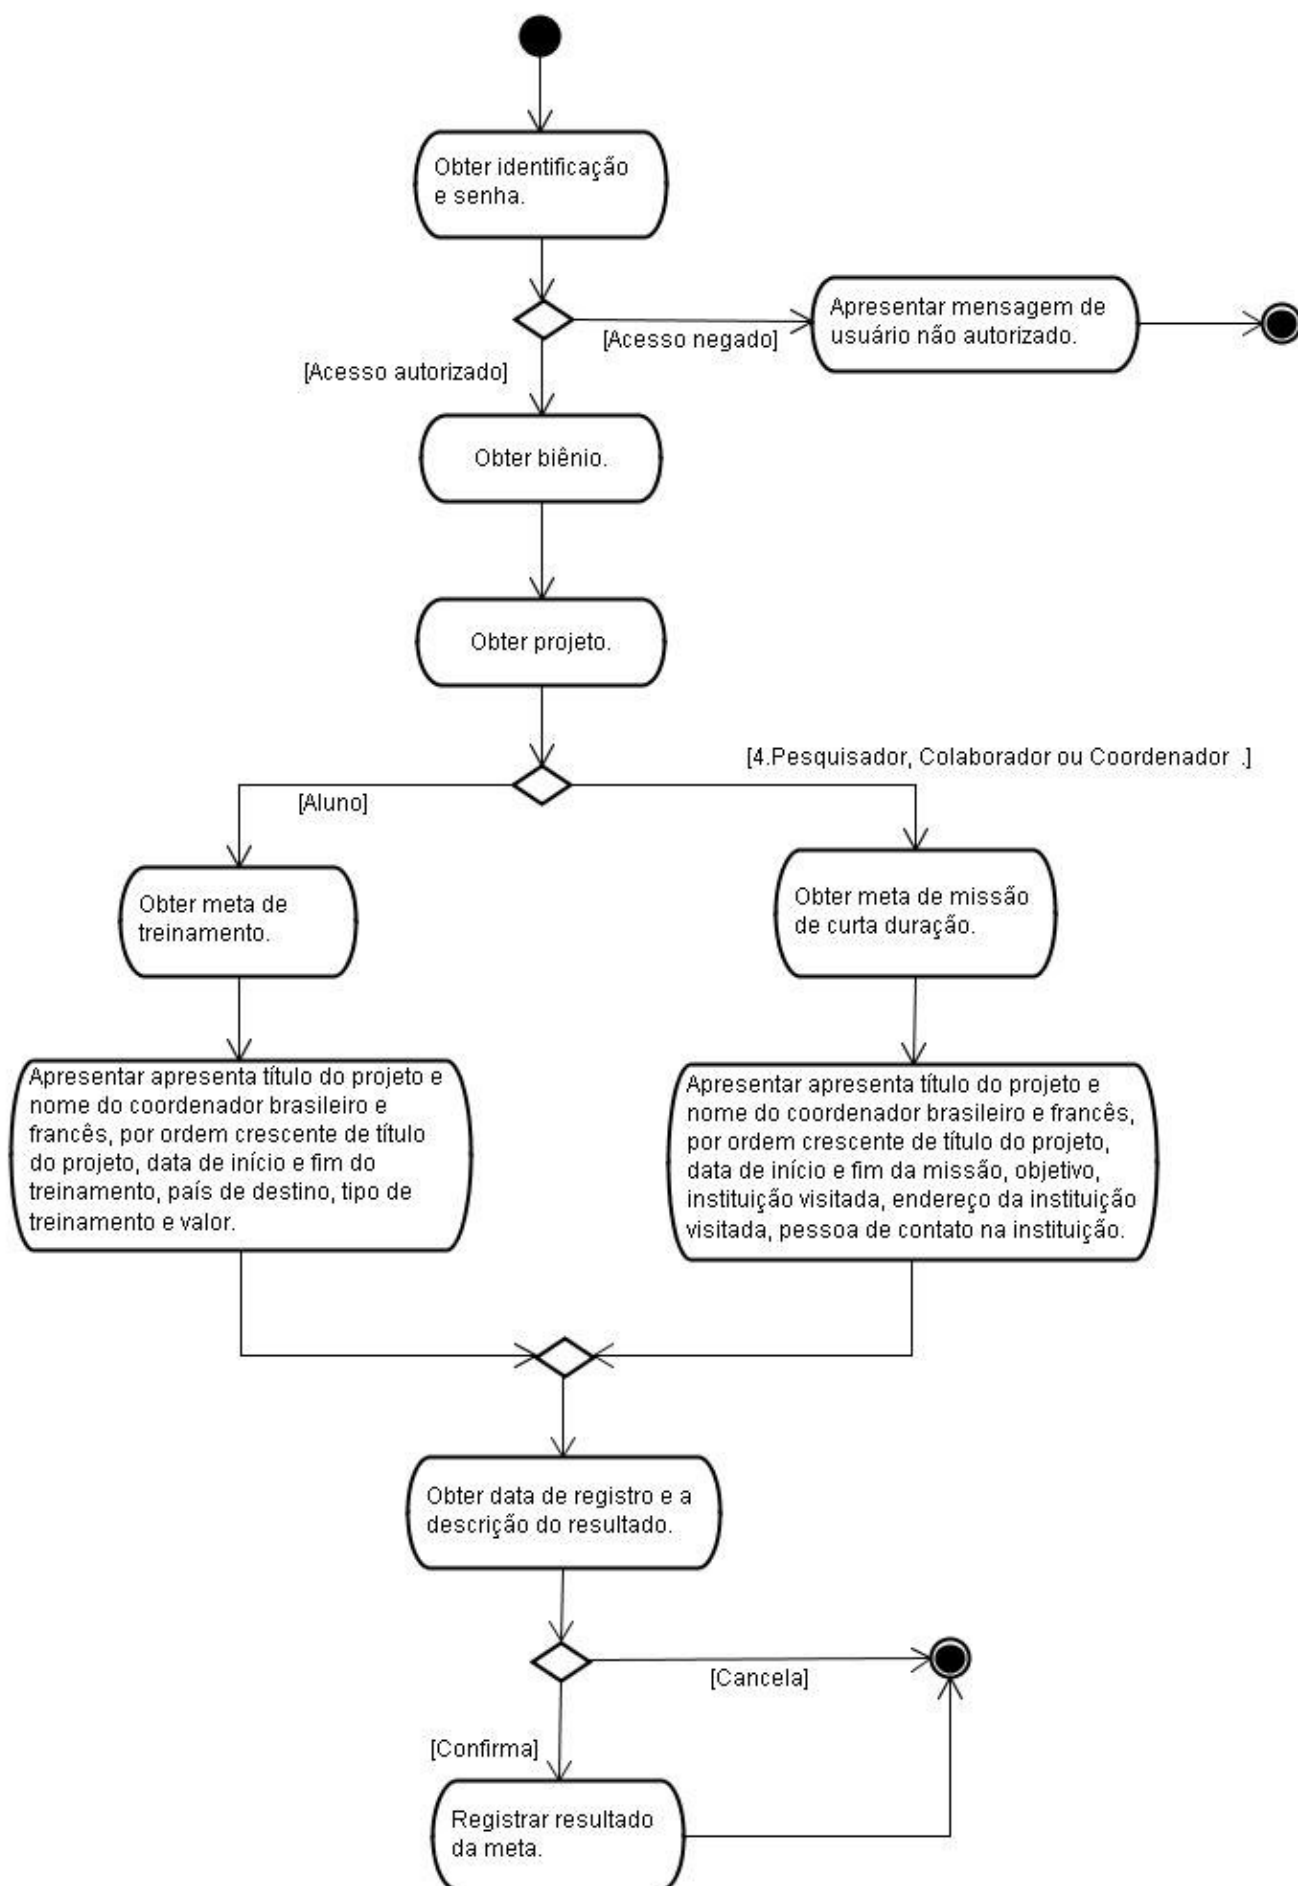 Obter identificação
e senha.
Apresentar mensagem de
usuário não autorizado.
[Acesso negado]
[Acesso autorizado]
Obter biênio.
Obter projeto.
[4.Pesquisador, Colaborador ou Coordenador .]
[Aluno]
Obter meta de
treinamento.
Obter meta de missão
de curta duração.
Apresentar apresenta título do projeto e
nome do coordenador brasileiro e
francês, por ordem crescente de título
do projeto, data de início e fim do
treinamento, país de destino, tipo de
treinamento e valor.
Apresentar apresenta título do projeto e
nome do coordenador brasileiro e francês,
por ordem crescente de título do projeto,
data de início e fim da missão, objetivo,
instituição visitada, endereço da instituição
visitada, pessoa de contato na instituição.
Obter data de registro e a
descrição do resultado.
[Cancela]
[Confirma]
Registrar resultado
da meta.